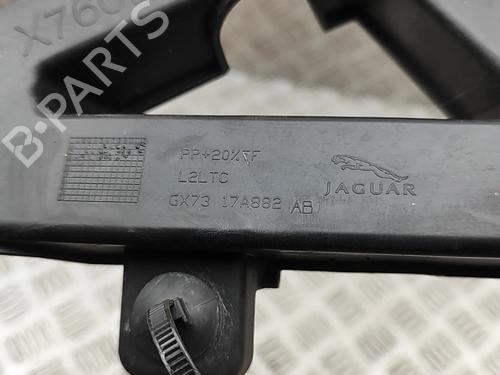 X760
B-PARTS
PP+20%TF
L2LTC
GX73 17A882 AB
JAGUAR